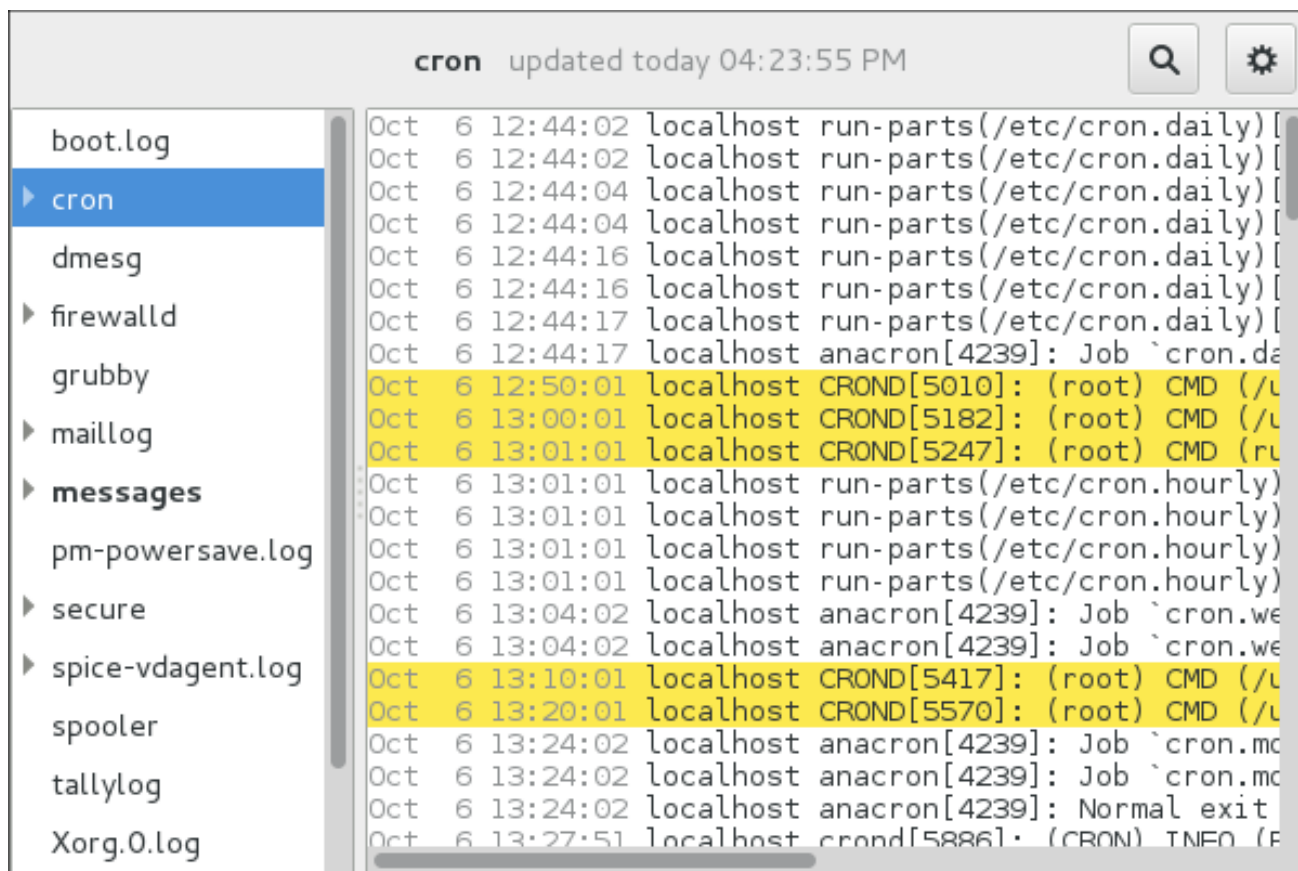 cron updated today 04:23:55 PM
boot.log
cron
dmesg
firewalld
grubby
maillog
messages
pm-powersave.log
secure
spice-vdagent.log
spooler
tallylog
Xorg.0.log
Oct 6 12:44:02 localhost run-parts(/etc/cron.daily)[
Oct 6 12:44:02 localhost run-parts(/etc/cron.daily)[
Oct 6 12:44:04 localhost run-parts(/etc/cron.daily)[
Oct 6 12:44:04 localhost run-parts(/etc/cron.daily)[
Oct 6 12:44:16 localhost run-parts(/etc/cron.daily)[
Oct 6 12:44:16 localhost run-parts(/etc/cron.daily)[
Oct 6 12:44:17 localhost run-parts(/etc/cron.daily)[
Oct 6 12:44:17 localhost anacron[4239]: Job `cron.da
Oct 6 12:50:01 localhost CROND[5010]: (root) CMD (/u
Oct 6 13:00:01 localhost CROND[5182]: (root) CMD (/u
Oct 6 13:01:01 localhost CROND[5247]: (root) CMD (ru
Oct 6 13:01:01 localhost run-parts(/etc/cron.hourly)
Oct 6 13:01:01 localhost run-parts(/etc/cron.hourly)
Oct 6 13:01:01 localhost run-parts(/etc/cron.hourly)
Oct 6 13:01:01 localhost run-parts(/etc/cron.hourly)
Oct 6 13:04:02 localhost anacron[4239]: Job `cron.we
Oct 6 13:04:02 localhost anacron[4239]: Job `cron.we
Oct 6 13:10:01 localhost CROND[5417]: (root) CMD (/u
Oct 6 13:20:01 localhost CROND[5570]: (root) CMD (/u
Oct 6 13:24:02 localhost anacron[4239]: Job `cron.mo
Oct 6 13:24:02 localhost anacron[4239]: Job `cron.mo
Oct 6 13:24:02 localhost anacron[4239]: Normal exit
Oct 6 13:27:51 localhost crond[5886]: (CRON) INFO (